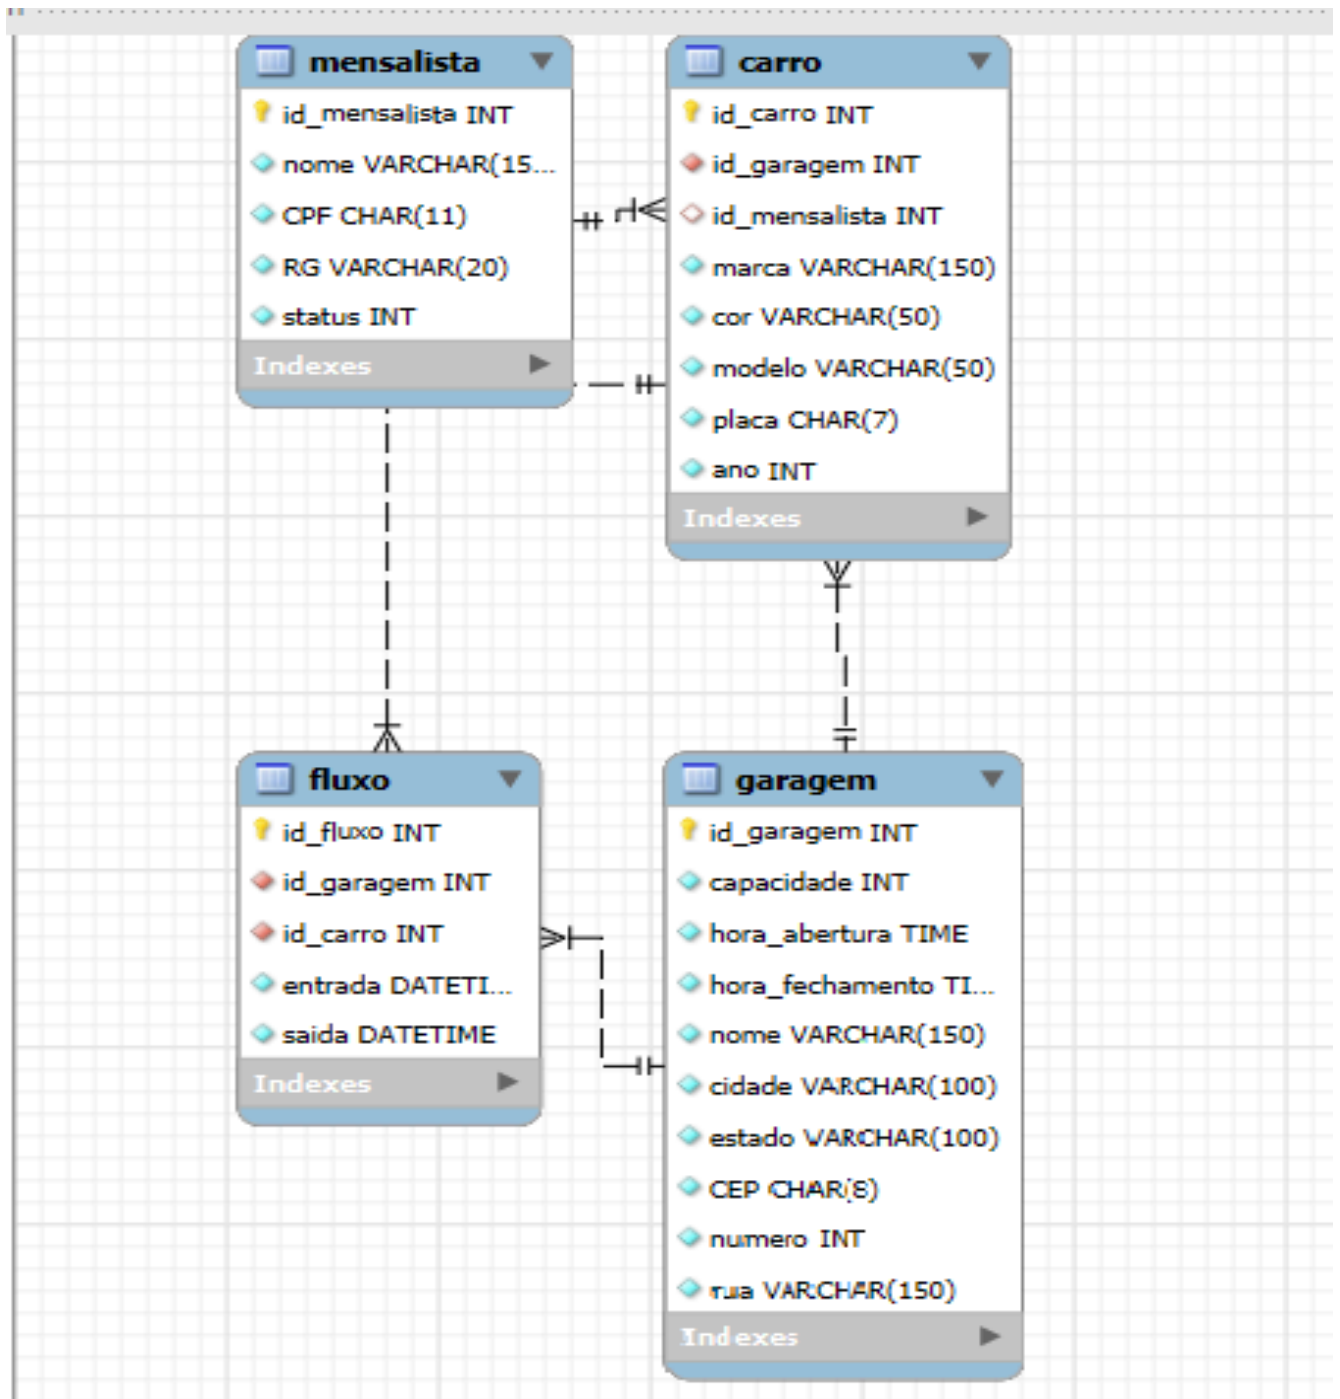 mensalista
id_mensalista INT
nome VARCHAR(15...
CPF CHAR(11)
RG VARCHAR(20)
status INT
Indexes
carro
id_carro INT
id_garagem INT
id_mensalista INT
marca VARCHAR(150)
cor VARCHAR(50)
modelo VARCHAR(50)
placa CHAR(7)
ano INT
Indexes
fluxo
id_fluxo INT
id_garagem INT
id_carro INT
entrada DATETI...
saida DATETIME
Indexes
garagem
id_garagem INT
capacidade INT
hora_abertura TIME
hora_fechamento TI...
nome VARCHAR(150)
cidade VARCHAR(100)
estado VARCHAR(100)
CEP CHAR(8)
numero INT
rua VARCHAR(150)
Indexes